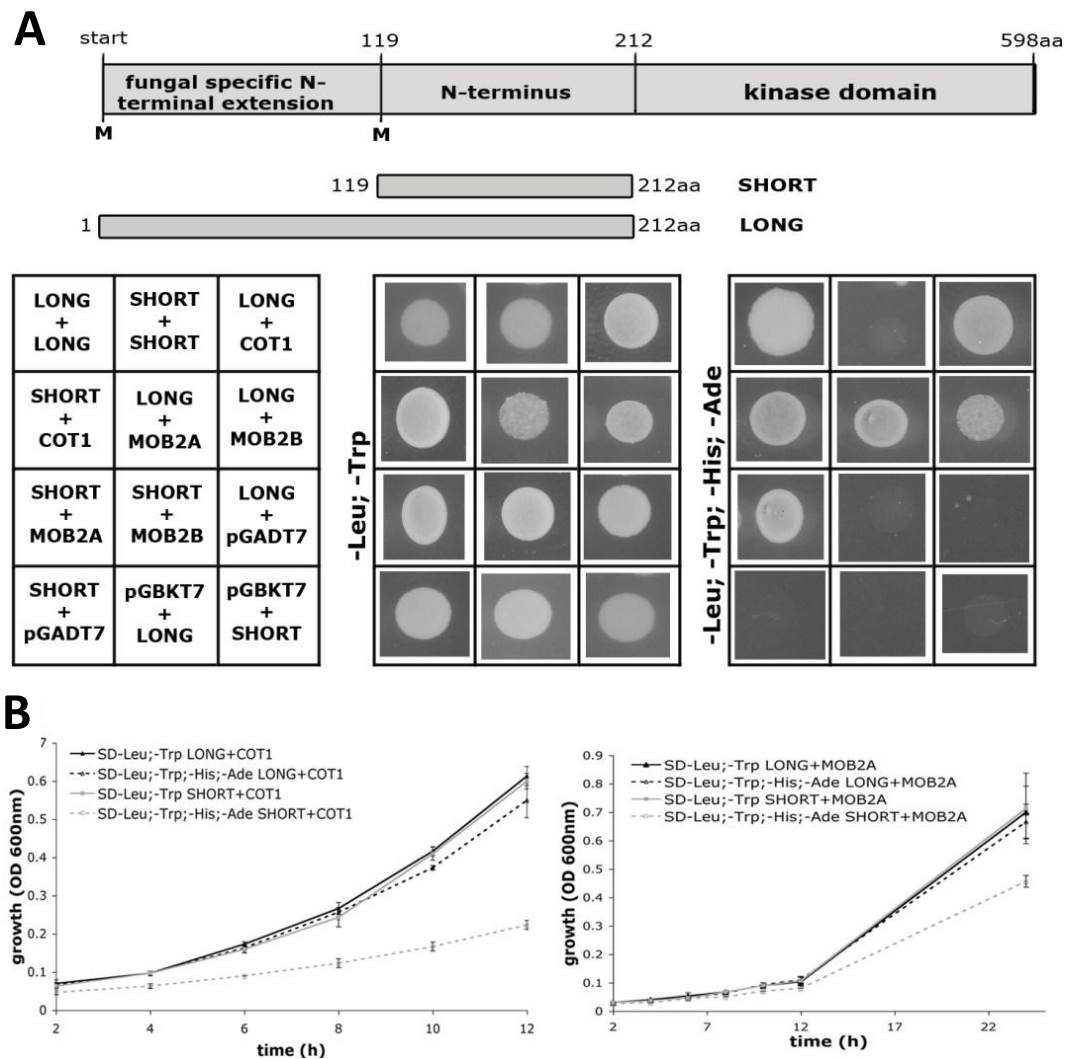 A
start 119 212 598aa
fungal specific N-
terminal extension
N-terminus
kinase domain
M M
119 212aa SHORT
1 212aa LONG
LONG
+
LONG
SHORT
+
SHORT
LONG
+
COT1
SHORT
+
COT1
LONG
+
MOB2A
LONG
+
MOB2B
SHORT
+
MOB2A
SHORT
+
MOB2B
LONG
+
pGADT7
SHORT
+
pGADT7
pGBKT7
+
LONG
pGBKT7
+
SHORT
-Leu; -Trp
-Leu; -Trp; -His; -Ade
B
SD-Leu;-Trp LONG+COT1
SD-Leu;-Trp;-His;-Ade LONG+COT1
SD-Leu;-Trp SHORT+COT1
SD-Leu;-Trp;-His;-Ade SHORT+COT1
growth (OD 600nm)
7
0.6
0.5
0.4
0.3
0.2
0.1
0
2 4 6 8 10 12
time (h)
SD-Leu;-Trp LONG+MOB2A
SD-Leu;-Trp;-His;-Ade LONG+MOB2A
SD-Leu;-Trp SHORT+MOB2A
SD-Leu;-Trp;-His;-Ade SHORT+MOB2A
growth (OD 600nm)
0.9
0.8
0.7
0.6
0.5
0.4
0.3
0.2
0.1
0
2 7 12 17 22
time (h)